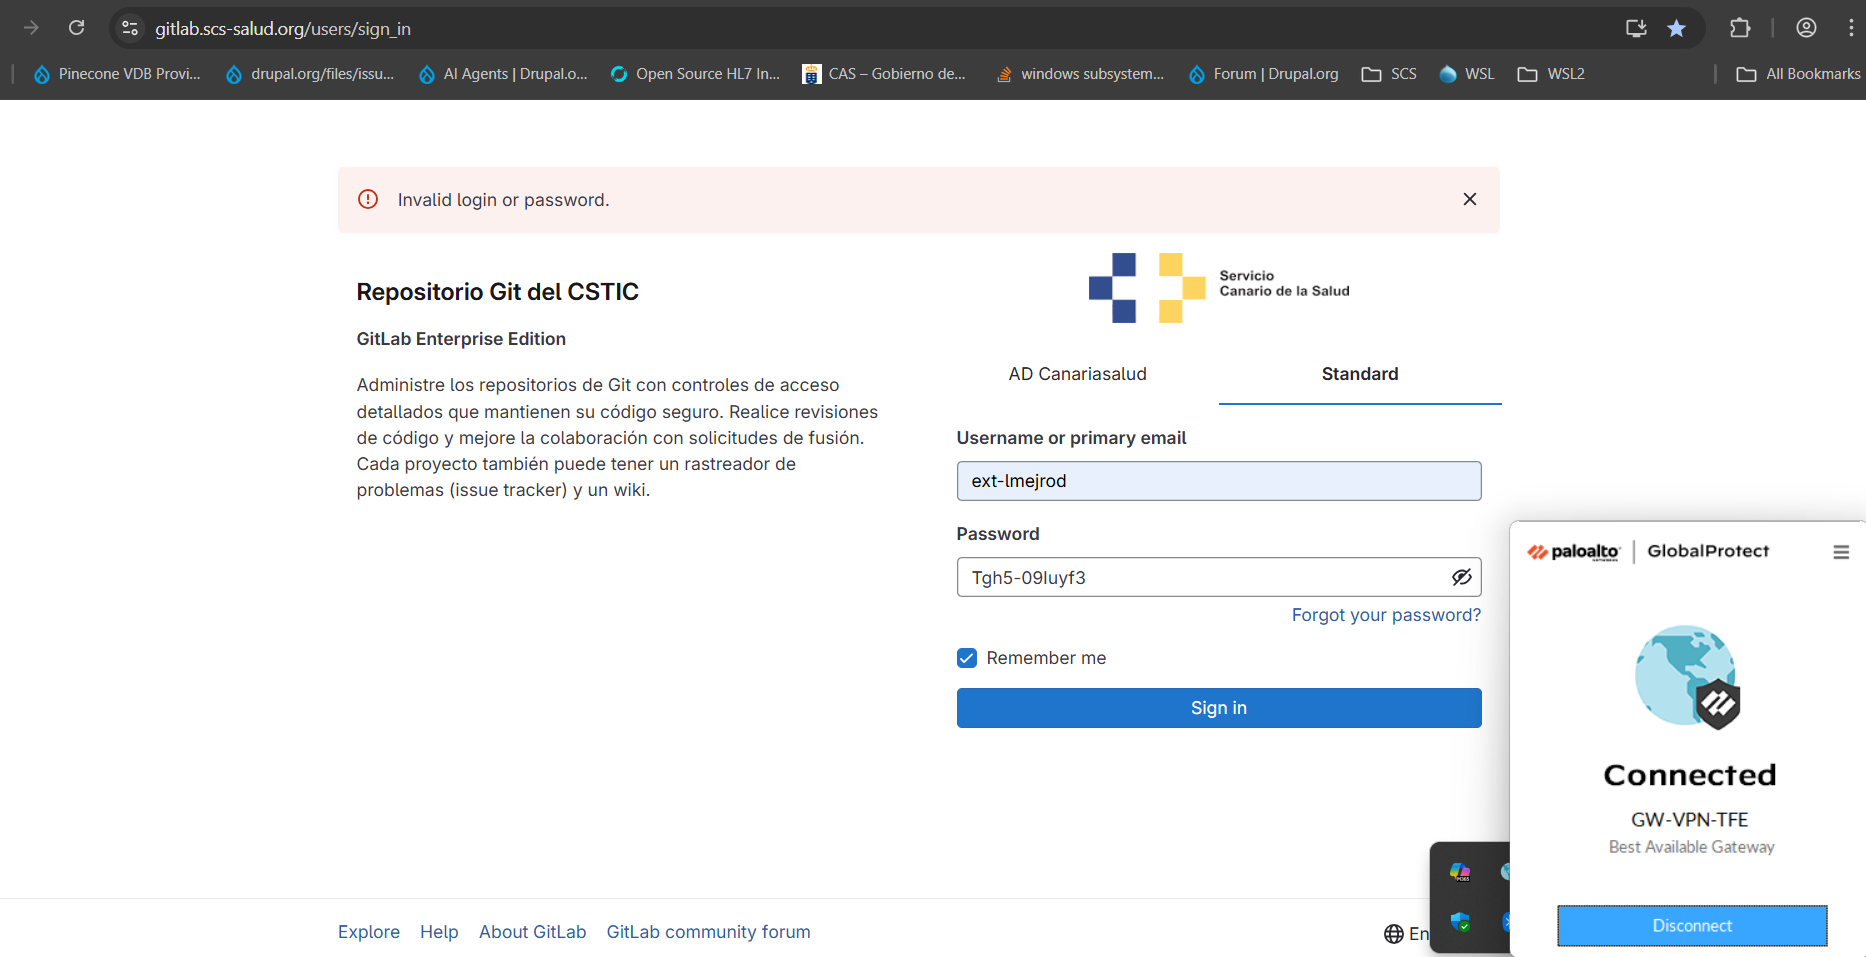 gitlab.scs-salud.org/users/sign_in
Pinecone VDB Provi...
drupal.org/files/issu...
AI Agents | Drupal.o...
Open Source HL7 In...
CAS – Gobierno de...
windows subsystem...
Forum | Drupal.org
SCS
WSL
WSL2
All Bookmarks
Invalid login or password.
Repositorio Git del CSTIC
GitLab Enterprise Edition
Administre los repositorios de Git con controles de acceso
detallados que mantienen su código seguro. Realice revisiones
de código y mejore la colaboración con solicitudes de fusión.
Cada proyecto también puede tener un rastreador de
problemas (issue tracker) y un wiki.
Servicio
Canario de la Salud
AD Canariasalud
Standard
Username or primary email
ext-lmejrod
Password
Tgh5-09Iuyf3
Forgot your password?
Remember me
Sign in
paloalto
NETWORKS
GlobalProtect
Connected
GW-VPN-TFE
Best Available Gateway
Disconnect
M365
Explore
Help
About GitLab
GitLab community forum
En